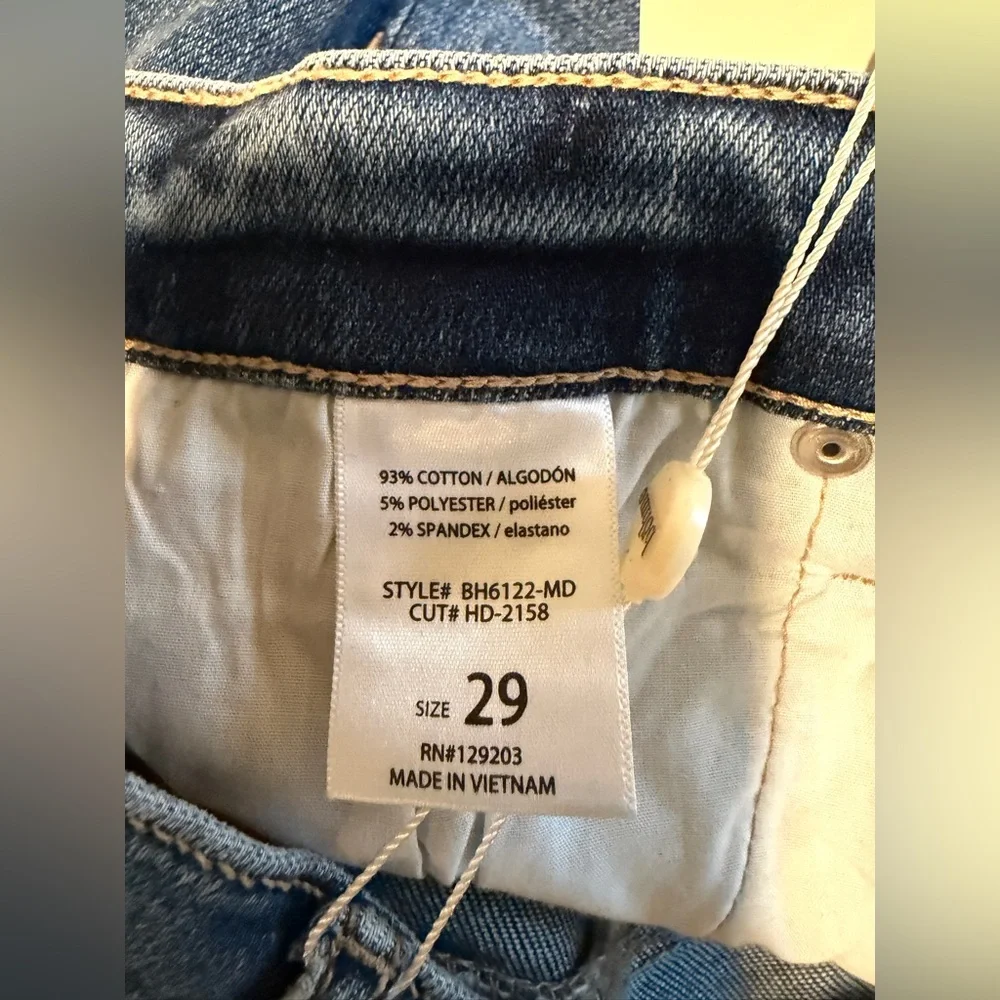 93% COTTON / ALGODÓN
5% POLYESTER / poliéster
2% SPANDEX / elastano
STYLE# BH6122-MD
CUT# HD-2158
SIZE 29
RN#129203
MADE IN VIETNAM